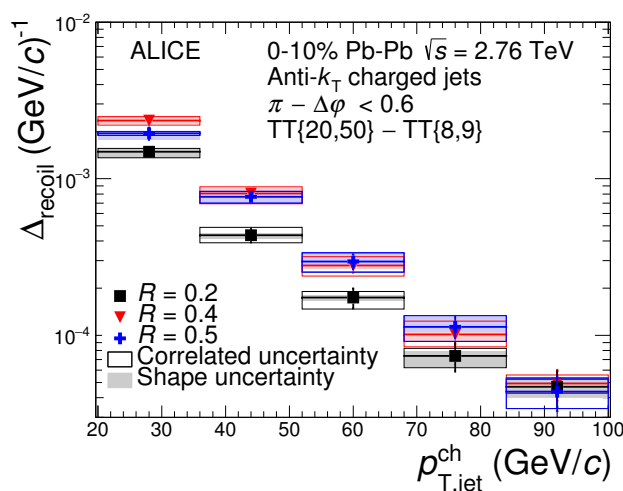 10⁻²
10⁻³
10⁻⁴
Δrecoil (GeV/c)⁻¹
ALICE
0-10% Pb-Pb √s = 2.76 TeV
Anti-kT charged jets
π − Δφ < 0.6
TT{20,50} − TT{8,9}
R = 0.2
R = 0.4
R = 0.5
Correlated uncertainty
Shape uncertainty
20 30 40 50 60 70 80 90 100
p^ch_T,jet (GeV/c)